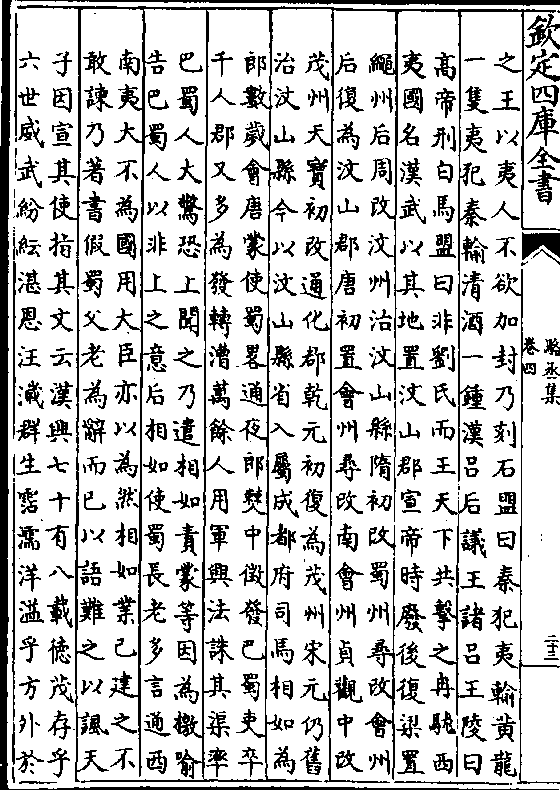 欽定四庫全書
卷四
二十三
之王以夷人不欲加封乃刻石盟曰秦犯夷輸黃龍
一隻夷犯秦輸清酒一鍾漢吕后議王諸吕王陵曰
髙帝刑白馬盟曰非劉氏而王天下共擊之冉駹西
夷國名漢武以其地置汶山郡宣帝時廢後復梁置
繩州后周改汶州治汶山縣隋初改蜀州尋改會州
后復為汶山郡唐初置會州尋改南會州貞觀中改
茂州天寶初改通化郡乾元初復為茂州宋元仍舊
治汶山縣今以汶山縣省入屬成都府司馬相如為
郎數歲會唐蒙使蜀畧通夜郎僰中徵發巴蜀吏卒
千人郡又多為發轉漕萬餘人用軍興法誅其渠率
巴蜀人大驚恐上聞之乃遣相如責蒙等因為檄喻
告巴蜀人以非上之意后相如使蜀長老多言通西
南夷大不為國用大臣亦以為然相如業已建之不
敢諫乃著書假蜀父老為辭而已以語難之以諷天
子因宣其使指其文云漢興七十有八載徳茂存乎
六世威武紛紜湛恩汪濊群生霑濡洋溢乎方外於